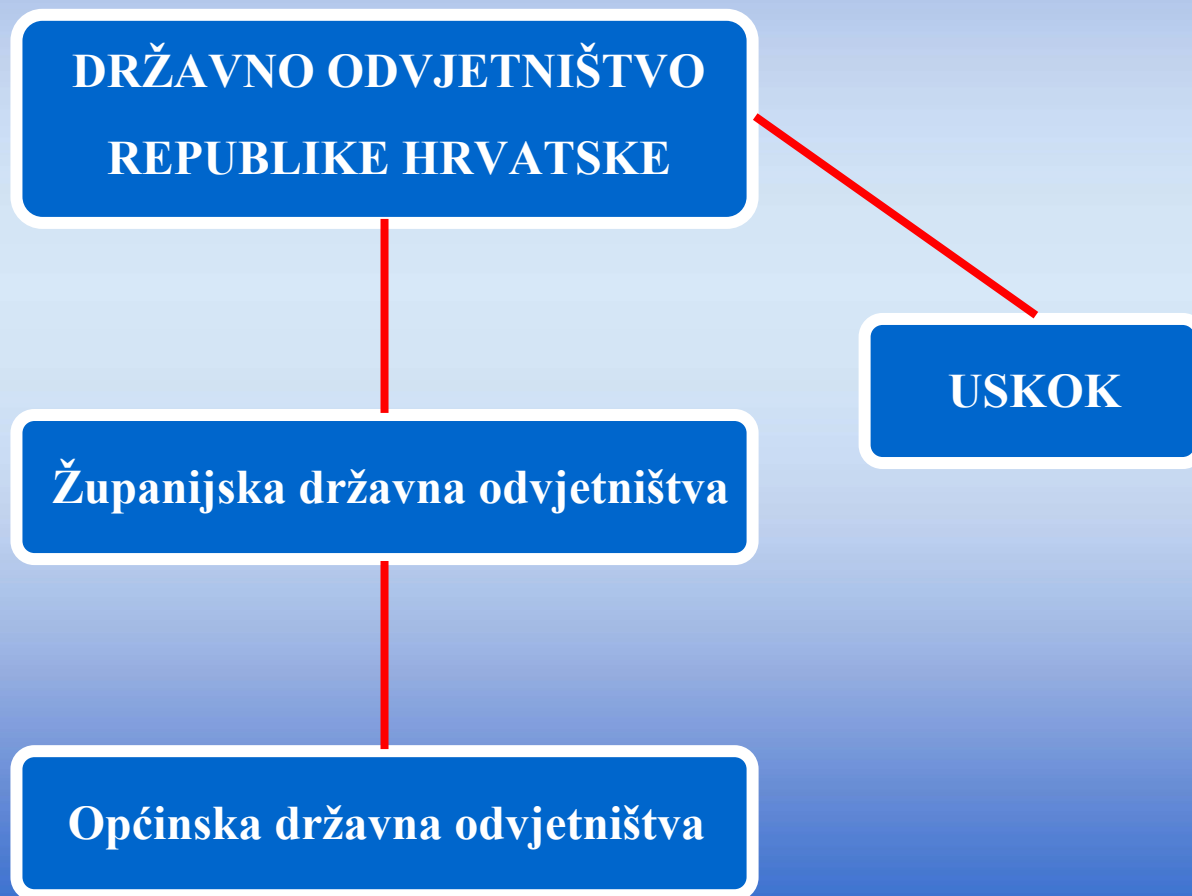 DRŽAVNO ODVJETNIŠTVO
REPUBLIKE HRVATSKE
USKOK
Županijska državna odvjetništva
Općinska državna odvjetništva